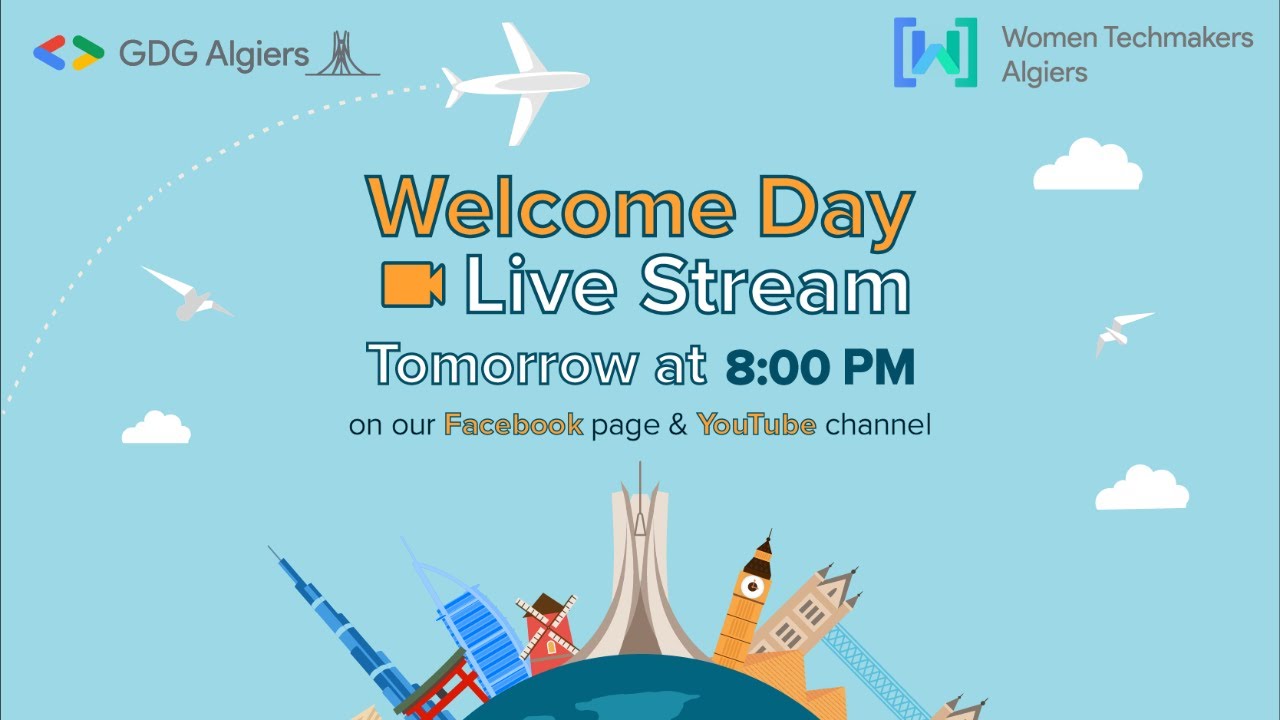 GDG Algiers
Women Techmakers
Algiers
Welcome Day
Live Stream
Tomorrow at 8:00 PM
on our Facebook page & YouTube channel